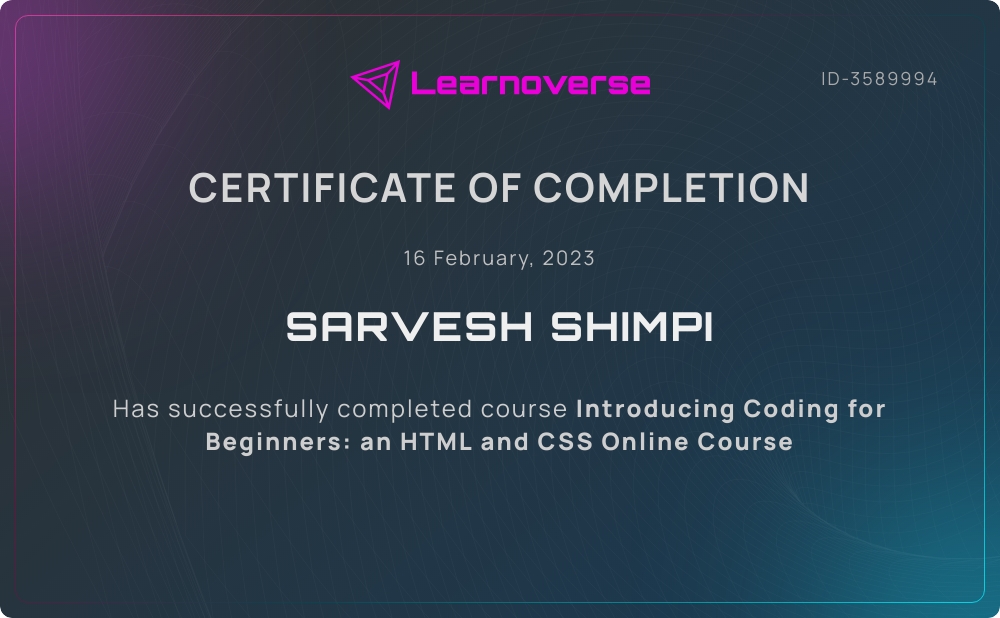 Learnoverse
ID-3589994
CERTIFICATE OF COMPLETION
16 February, 2023
SARVESH SHIMPI
Has successfully completed course Introducing Coding for
Beginners: an HTML and CSS Online Course